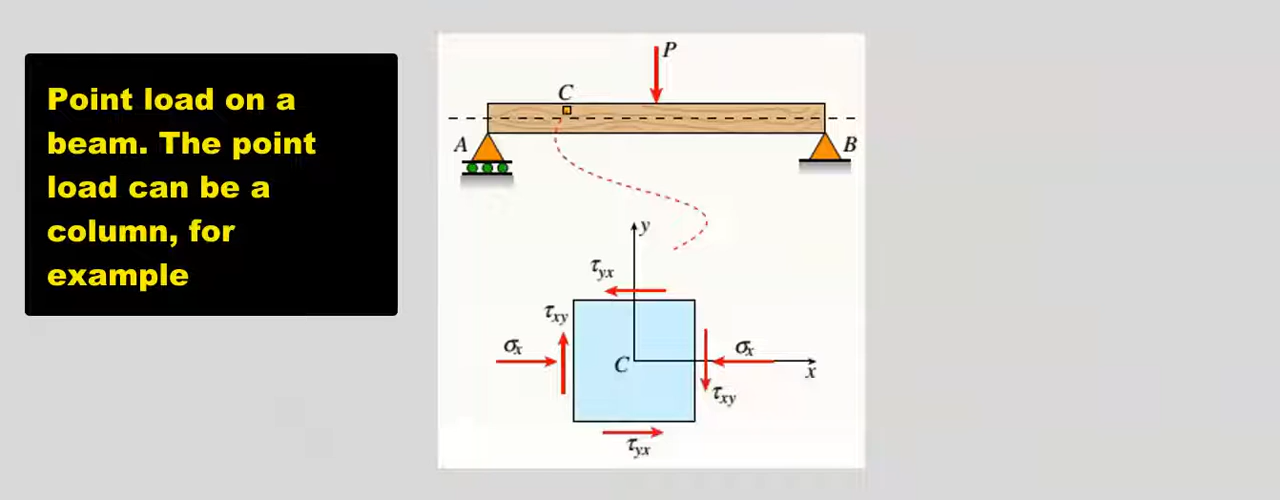 Point load on a
beam. The point
load can be a
column, for
example
P
C
A
B
y
τyx
τxy
σx
σx
C
x
τxy
τyx